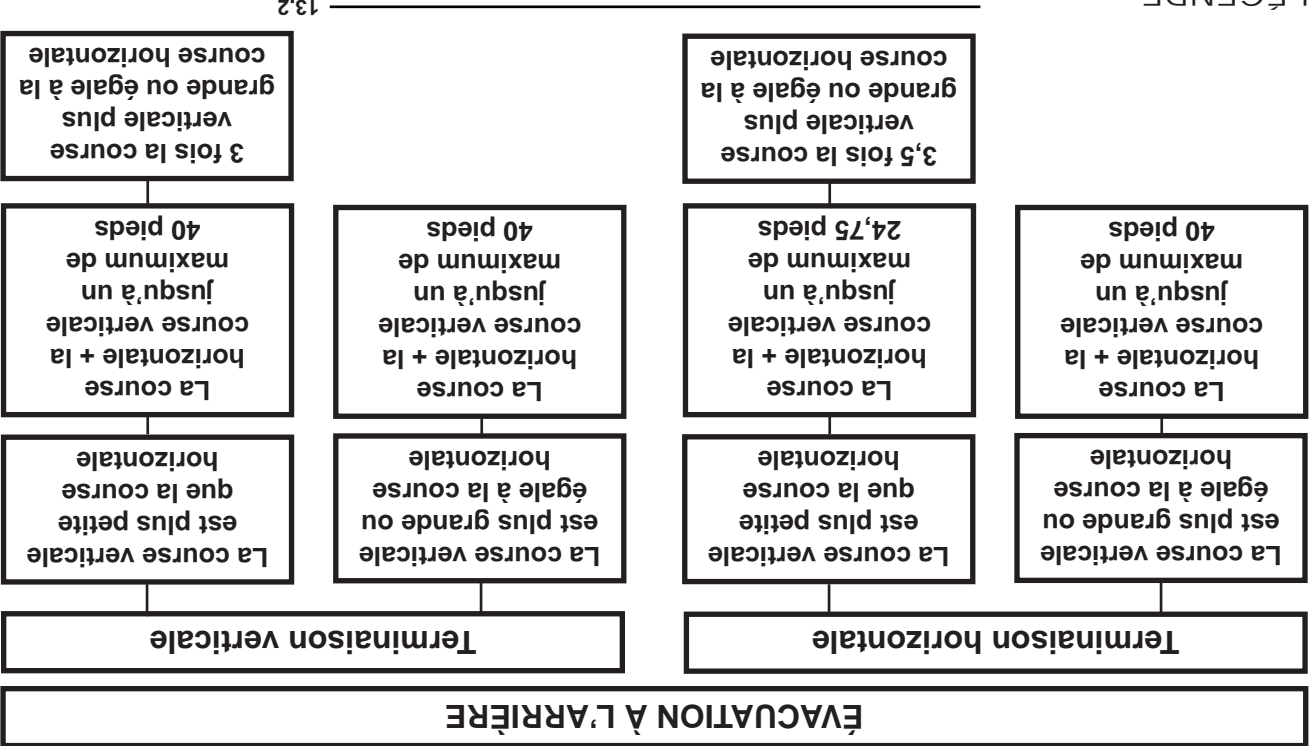 ÉVACUATION À L'ARRIÈRE
Terminaison horizontale
La course verticale
est plus grande ou
égale à la course
horizontale
La course
horizontale + la
course verticale
jusqu'à un
maximum de
40 pieds
La course verticale
est plus petite
que la course
horizontale
La course
horizontale + la
course verticale
jusqu'à un
maximum de
24,75 pieds
3,5 fois la course
verticale plus
grande ou égale à la
course horizontale
Terminaison verticale
La course verticale
est plus grande ou
égale à la course
horizontale
La course
horizontale + la
course verticale
jusqu'à un
maximum de
40 pieds
La course verticale
est plus petite
que la course
horizontale
La course
horizontale + la
course verticale
jusqu'à un
maximum de
40 pieds
3 fois la course
verticale plus
grande ou égale à la
course horizontale
LÉGENDE
13.2